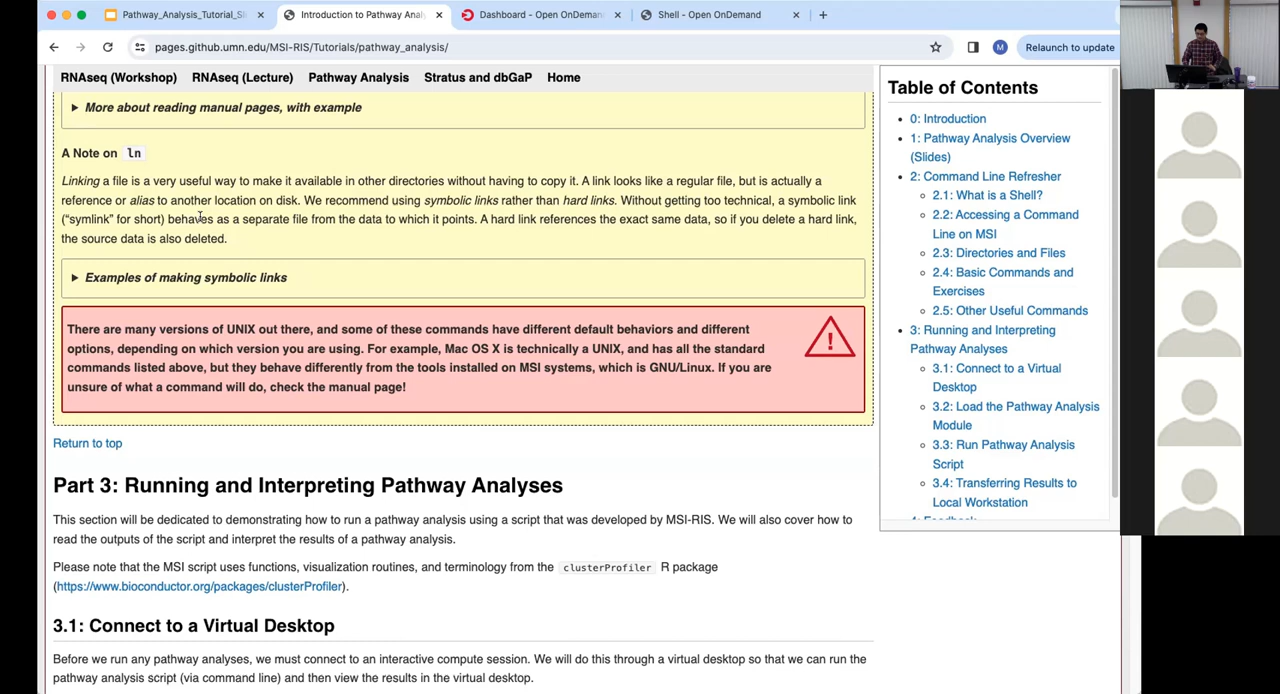 Pathway_Analysis_Tutorial_Sl
Introduction to Pathway Anal
Dashboard - Open OnDemand
Shell - Open OnDemand
pages.github.umn.edu/MSI-RIS/Tutorials/pathway_analysis/
M
Relaunch to update
RNAseq (Workshop) RNAseq (Lecture) Pathway Analysis Stratus and dbGaP Home
More about reading manual pages, with example
A Note on ln
Linking a file is a very useful way to make it available in other directories without having to copy it. A link looks like a regular file, but is actually a
reference or alias to another location on disk. We recommend using symbolic links rather than hard links. Without getting too technical, a symbolic link
(“symlink” for short) behaves as a separate file from the data to which it points. A hard link references the exact same data, so if you delete a hard link,
the source data is also deleted.
Examples of making symbolic links
There are many versions of UNIX out there, and some of these commands have different default behaviors and different
options, depending on which version you are using. For example, Mac OS X is technically a UNIX, and has all the standard
commands listed above, but they behave differently from the tools installed on MSI systems, which is GNU/Linux. If you are
unsure of what a command will do, check the manual page!
Return to top
Part 3: Running and Interpreting Pathway Analyses
This section will be dedicated to demonstrating how to run a pathway analysis using a script that was developed by MSI-RIS. We will also cover how to
read the outputs of the script and interpret the results of a pathway analysis.
Please note that the MSI script uses functions, visualization routines, and terminology from the clusterProfiler R package
(https://www.bioconductor.org/packages/clusterProfiler).
3.1: Connect to a Virtual Desktop
Before we run any pathway analyses, we must connect to an interactive compute session. We will do this through a virtual desktop so that we can run the
pathway analysis script (via command line) and then view the results in the virtual desktop.
Table of Contents
0: Introduction
1: Pathway Analysis Overview
(Slides)
2: Command Line Refresher
2.1: What is a Shell?
2.2: Accessing a Command
Line on MSI
2.3: Directories and Files
2.4: Basic Commands and
Exercises
2.5: Other Useful Commands
3: Running and Interpreting
Pathway Analyses
3.1: Connect to a Virtual
Desktop
3.2: Load the Pathway Analysis
Module
3.3: Run Pathway Analysis
Script
3.4: Transferring Results to
Local Workstation
4: Feedback